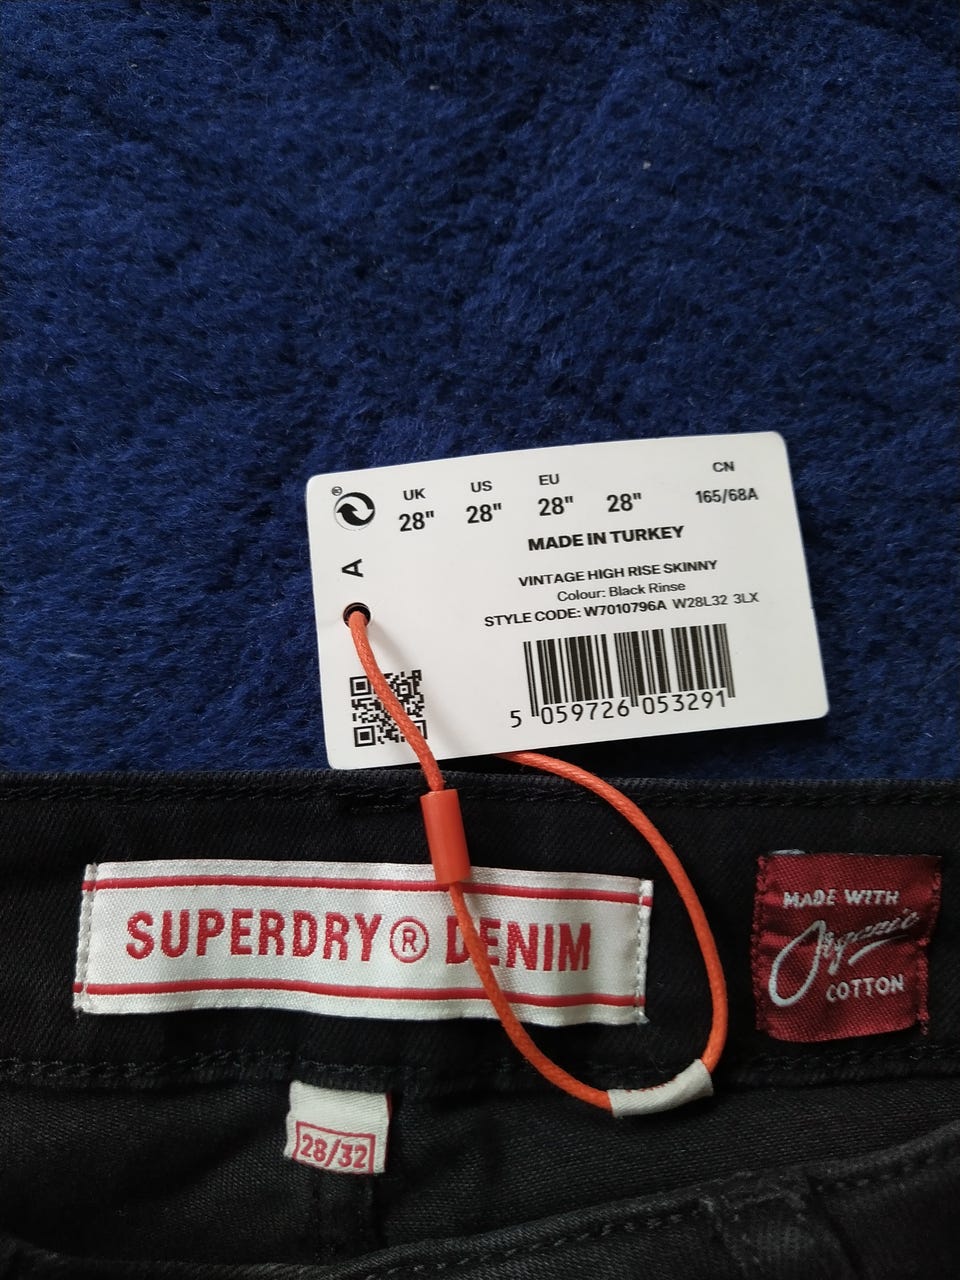 ®
UK US EU CN
28" 28" 28" 28" 165/68A
MADE IN TURKEY
A
VINTAGE HIGH RISE SKINNY
Colour: Black Rinse
STYLE CODE: W7010796A W28L32 3LX
5 059726 053291
SUPERDRY® DENIM
MADE WITH
Organic
COTTON
28/32